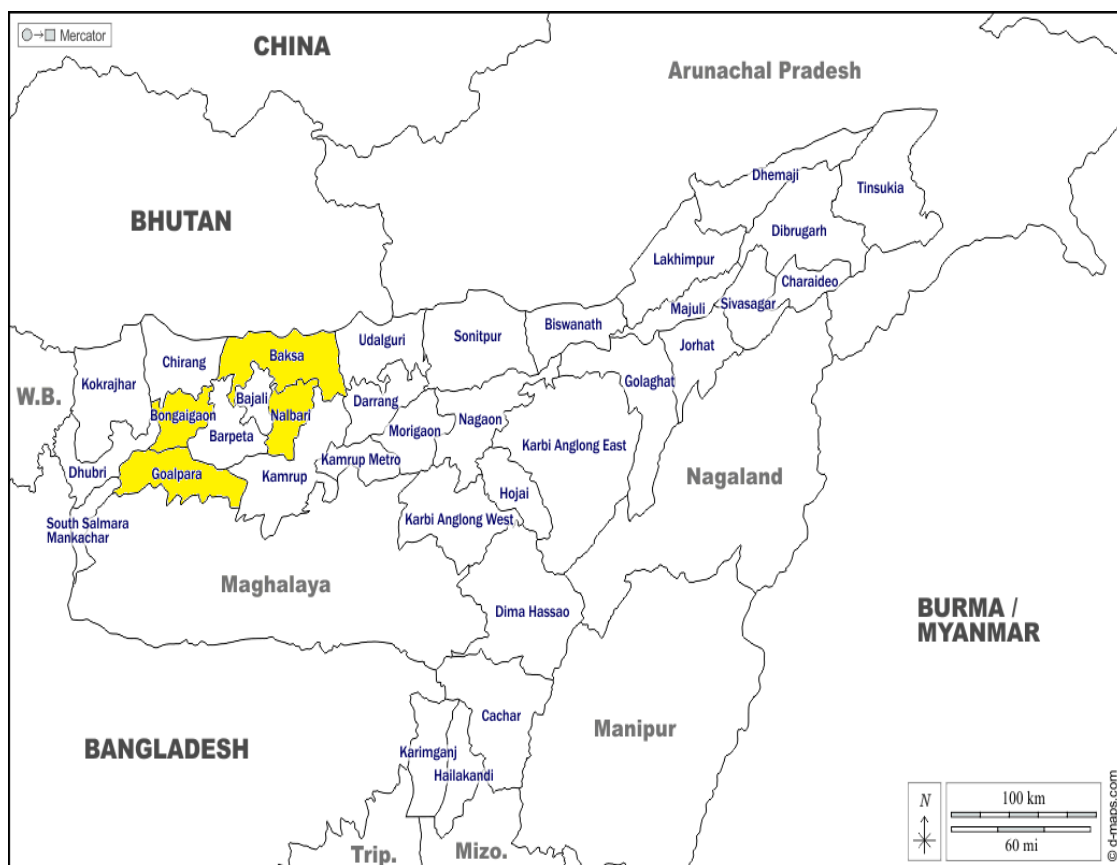 Mercator
CHINA
Arunachal Pradesh
Dhemaji
Tinsukia
BHUTAN
Dibrugarh
Lakhimpur
Charaideo
Majuli
Sivasagar
Biswanath
Sonitpur
Udalguri
Jorhat
Baksa
Chirang
Kokrajhar
Golaghat
W.B.
Bajali
Darrang
Bongaigaon
Nalbari
Nagaon
Morigaon
Barpeta
Karbi Anglong East
Kamrup Metro
Dhubri
Goalpara
Kamrup
Nagaland
Hojai
South Salmara
Mankachar
Karbi Anglong West
Maghalaya
Dima Hassao
BURMA /
MYANMAR
Cachar
Manipur
BANGLADESH
Karimganj
Hailakandi
N
100 km
60 mi
Trip.
Mizo.
© d-maps.com